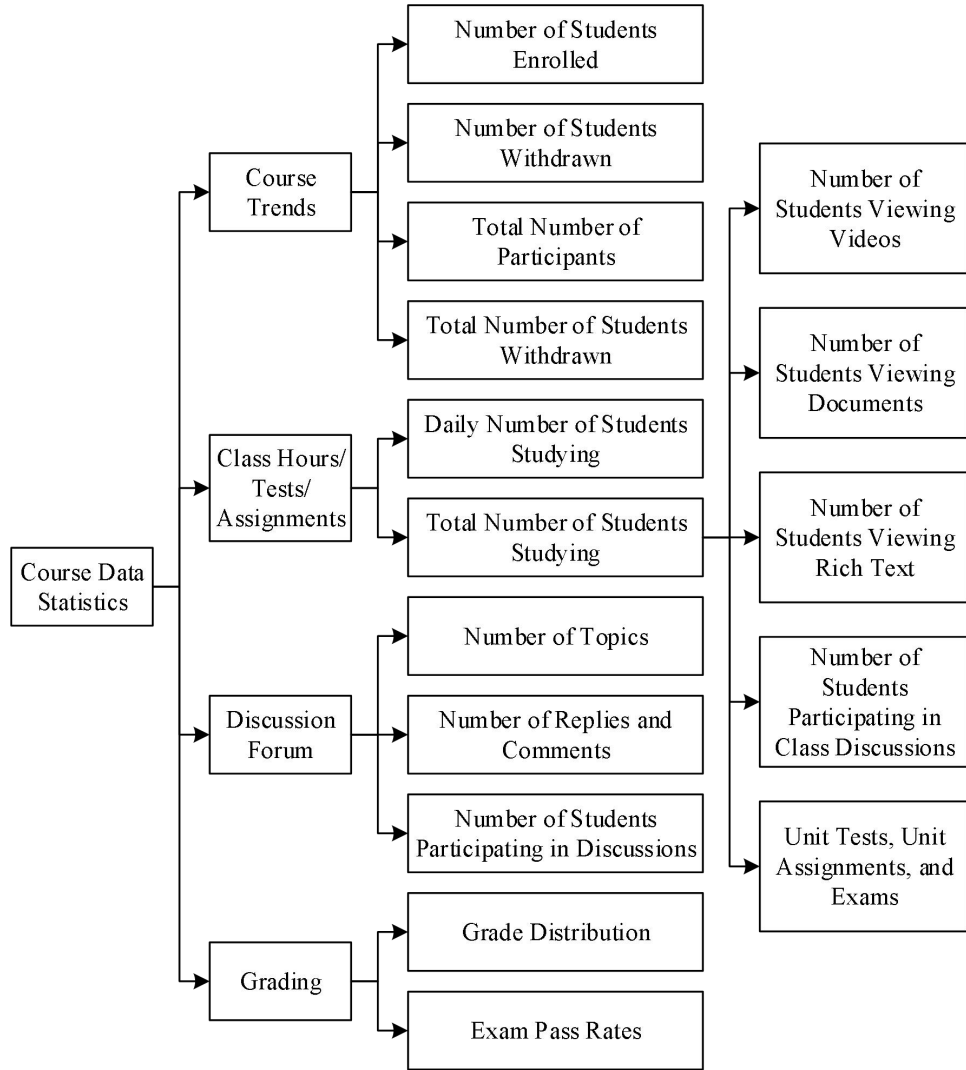 Course Data
Statistics
Course
Trends
Class Hours/
Tests/
Assignments
Discussion
Forum
Grading
Number of Students
Enrolled
Number of Students
Withdrawn
Total Number of
Participants
Total Number of Students
Withdrawn
Daily Number of Students
Studying
Total Number of Students
Studying
Number of Topics
Number of Replies and
Comments
Number of Students
Participating in Discussions
Grade Distribution
Exam Pass Rates
Number of
Students Viewing
Videos
Number of
Students Viewing
Documents
Number of
Students Viewing
Rich Text
Number of
Students
Participating in
Class Discussions
Unit Tests, Unit
Assignments, and
Exams